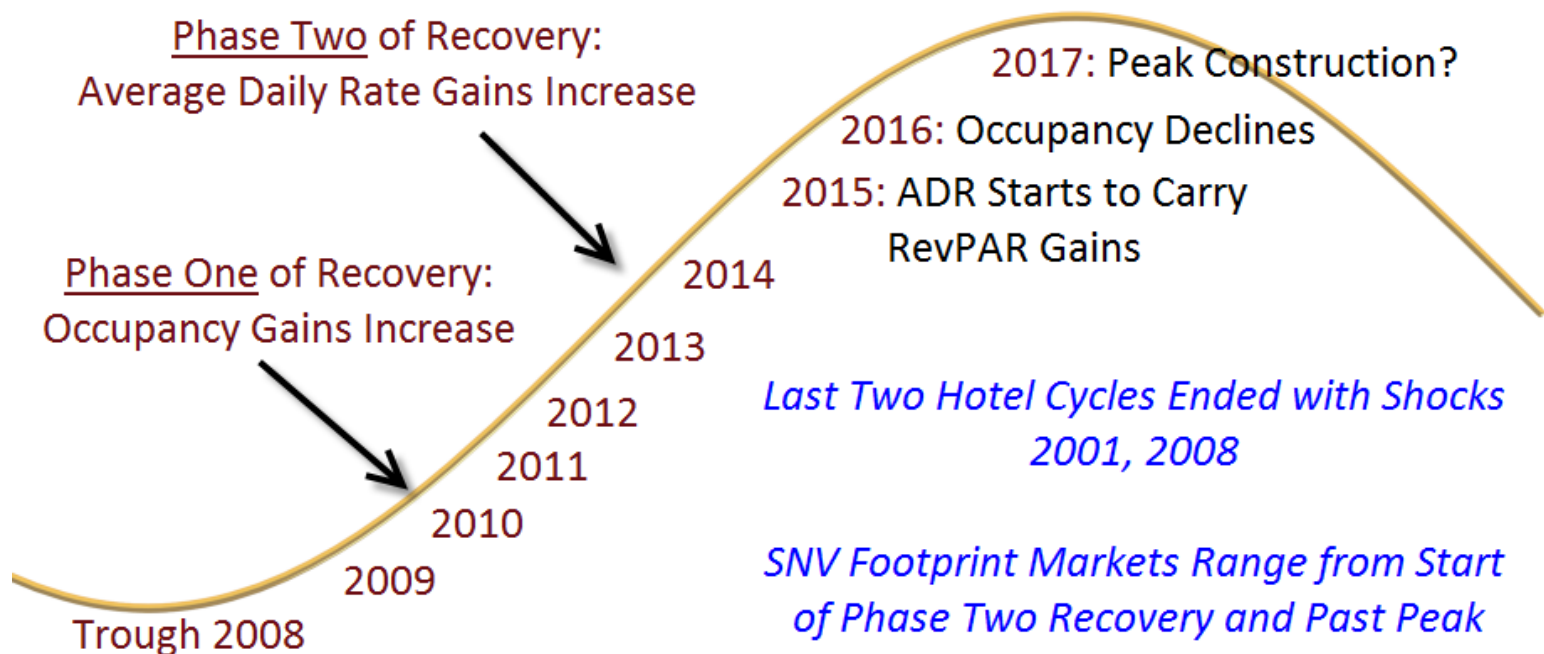 Phase Two of Recovery:
Average Daily Rate Gains Increase
2017: Peak Construction?
2016: Occupancy Declines
2015: ADR Starts to Carry
RevPAR Gains
Phase One of Recovery:
Occupancy Gains Increase
2014
2013
2012
2011
2010
2009
Trough 2008
Last Two Hotel Cycles Ended with Shocks
2001, 2008
SNV Footprint Markets Range from Start
of Phase Two Recovery and Past Peak